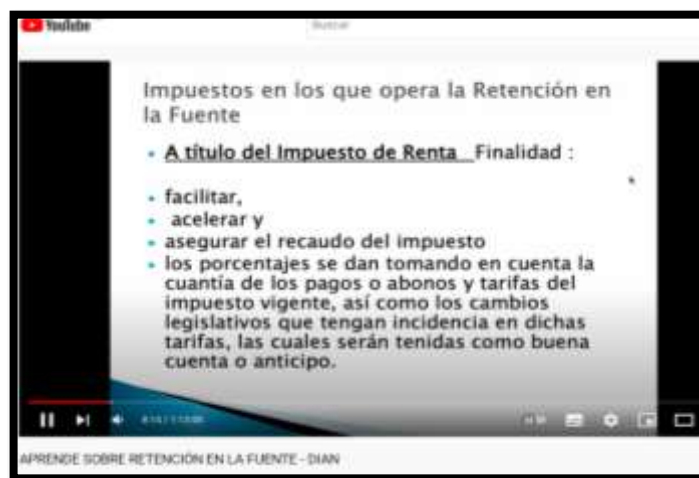 YouTube
Buscar
Impuestos en los que opera la Retención en
la Fuente
• A título del Impuesto de Renta Finalidad :
• facilitar,
• acelerar y
• asegurar el recaudo del impuesto
• los porcentajes se dan tomando en cuenta la
cuantía de los pagos o abonos y tarifas del
impuesto vigente, así como los cambios
legislativos que tengan incidencia en dichas
tarifas, las cuales serán tenidas como buena
cuenta o anticipo.
APRENDE SOBRE RETENCIÓN EN LA FUENTE - DIAN